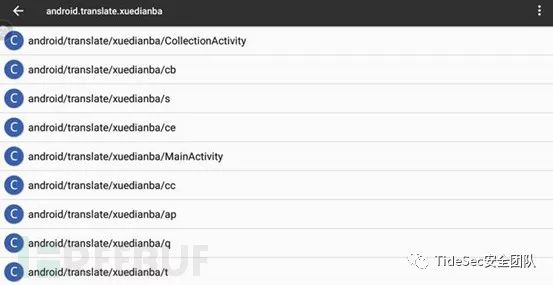 android.translate.xuedianba
C android/translate/xuedianba/CollectionActivity
C android/translate/xuedianba/cb
C android/translate/xuedianba/s
C android/translate/xuedianba/ce
C android/translate/xuedianba/MainActivity
C android/translate/xuedianba/cc
C android/translate/xuedianba/ap
C android/translate/xuedianba/q
C android/translate/xuedianba/t
REEBUF
TideSec安全团队